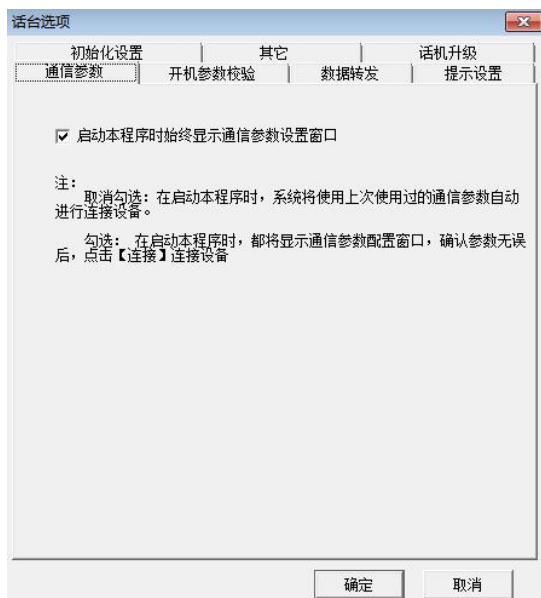 话台选项
初始化设置 其它 话机升级
通信参数 开机参数校验 数据转发 提示设置
启动本程序时始终显示通信参数设置窗口
注：
取消勾选：在启动本程序时，系统将使用上次使用过的通信参数自动
进行连接设备。
勾选： 在启动本程序时，都将显示通信参数配置窗口，确认参数无误
后，点击【连接】连接设备
确定 取消